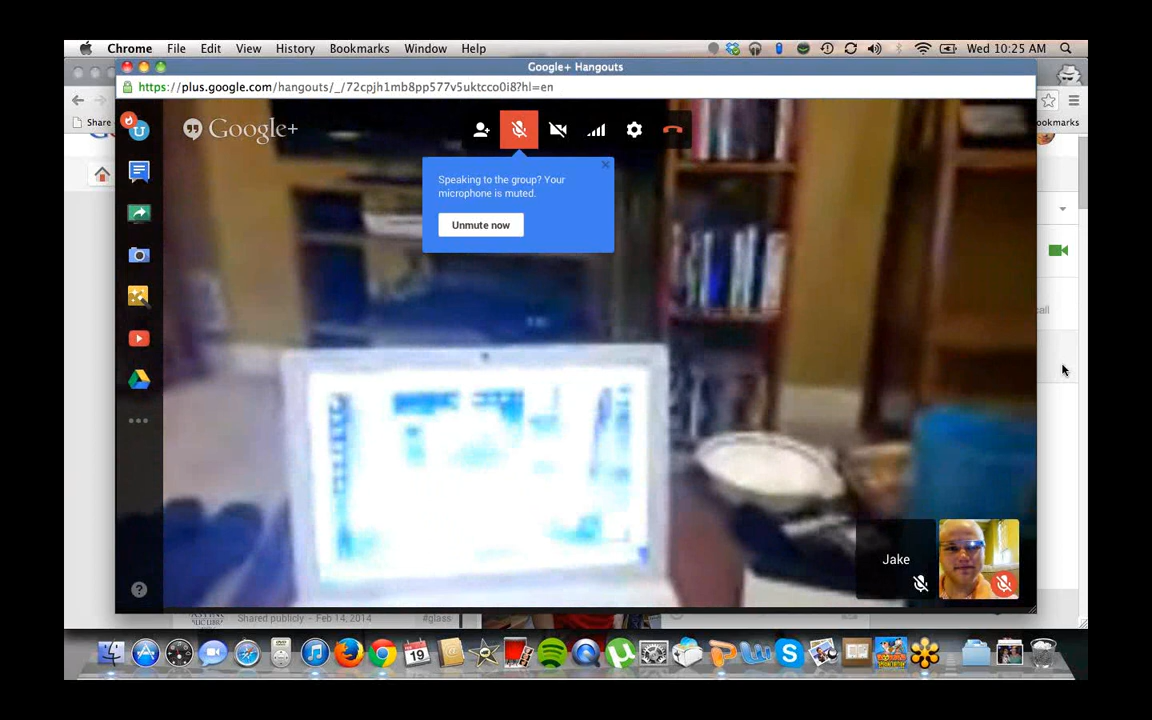 Chrome File Edit View History Bookmarks Window Help Wed 10:25 AM
Google+ Hangouts
https://plus.google.com/hangouts/_/72cpjh1mb8pp577v5uktcco0i8?hl=en
Share
ookmarks
Google+
Speaking to the group? Your
microphone is muted.
Unmute now
Jake
Shared publicly - Feb 14, 2014 #glass
19